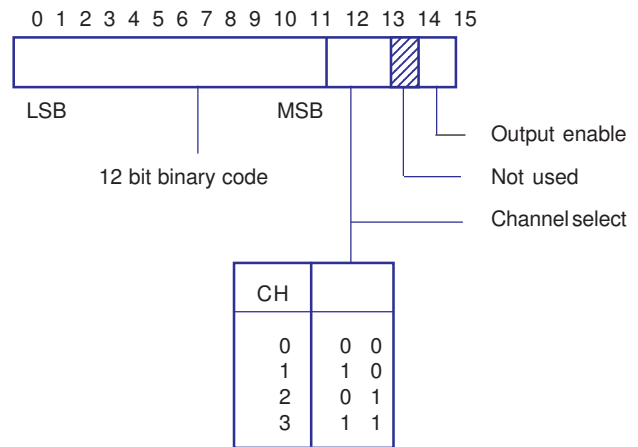 0 1 2 3 4 5 6 7 8 9 10 11 12 13 14 15
LSB MSB
Output enable
12 bit binary code Not used
Channel select
CH
0 0 0
1 1 0
2 0 1
3 1 1